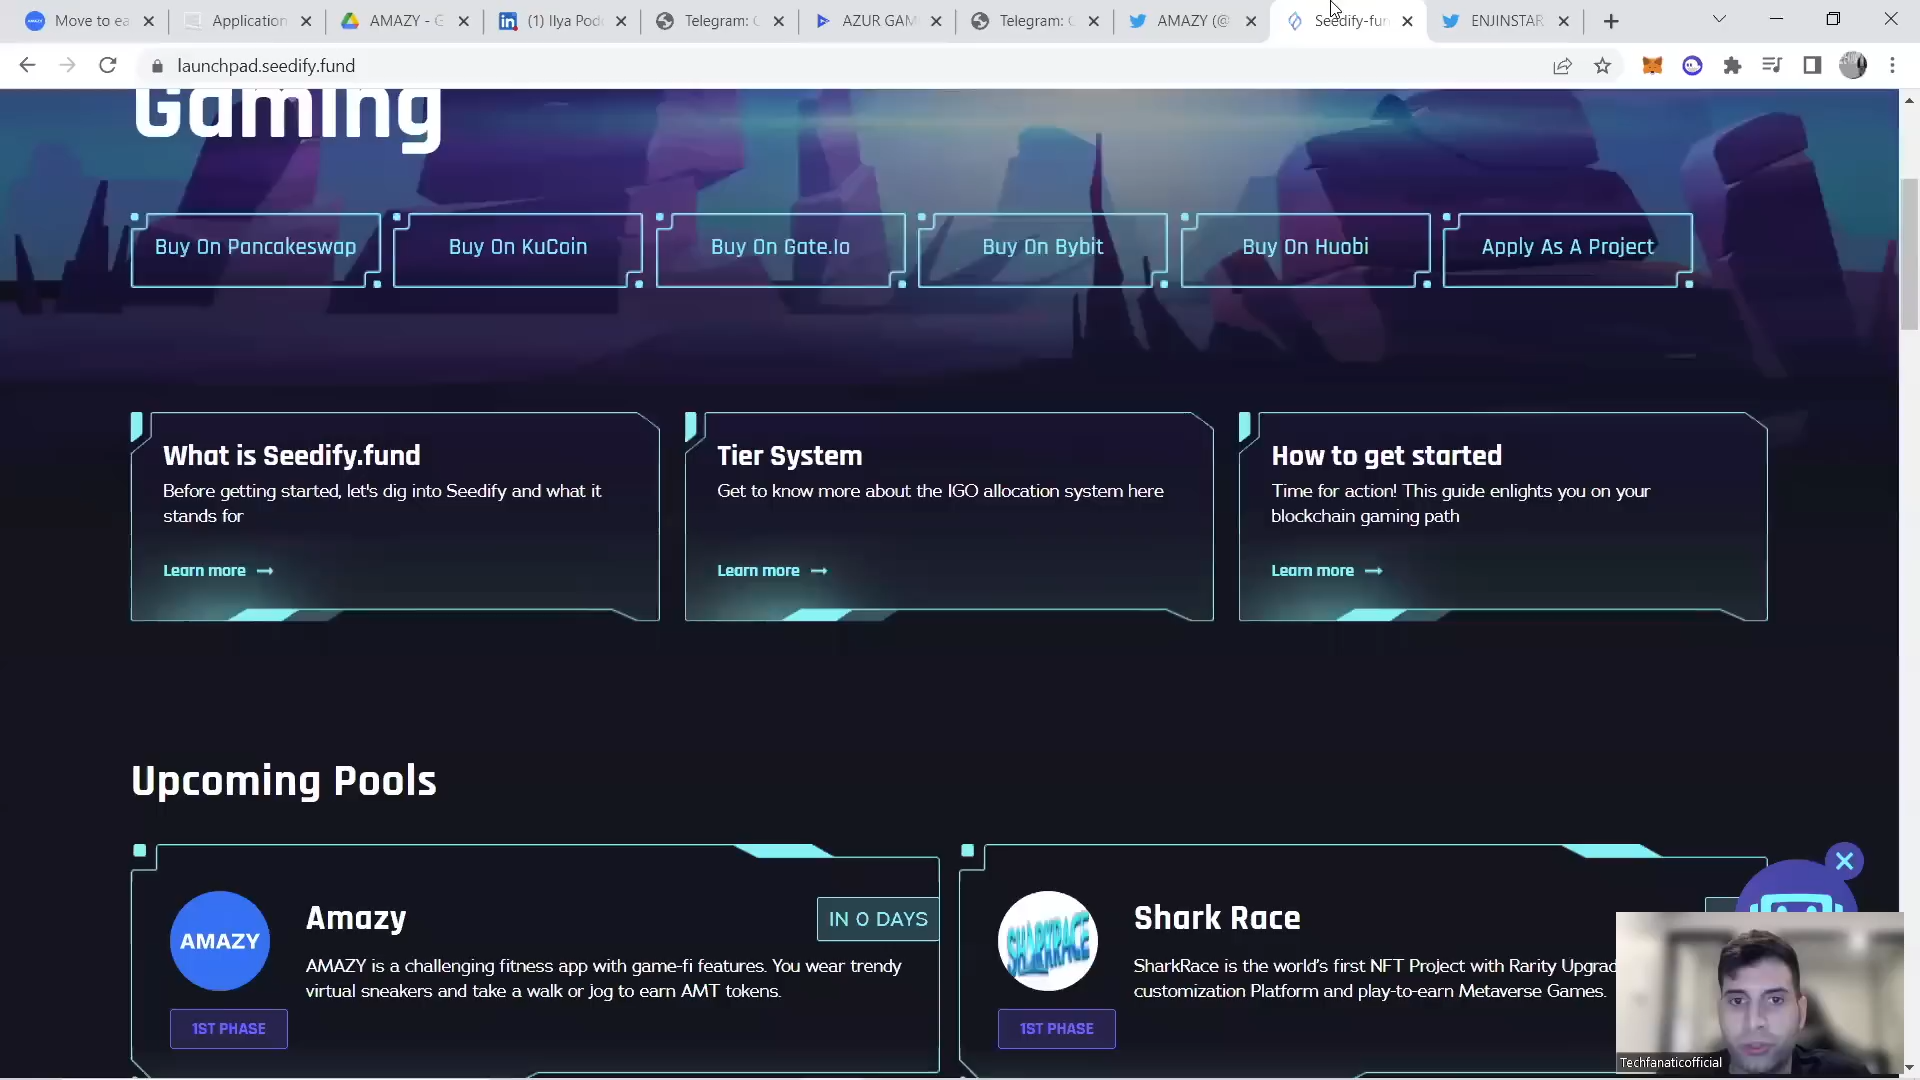 Move to ea
Application
AMAZY - G
(1) Ilya Pod
Telegram: C
AZUR GAM
Telegram: C
AMAZY (@
Seedify-fun
ENJINSTAR
launchpad.seedify.fund
Gaming
Buy On Pancakeswap
Buy On KuCoin
Buy On Gate.Io
Buy On Bybit
Buy On Huobi
Apply As A Project
What is Seedify.fund
Before getting started, let's dig into Seedify and what it
stands for
Learn more
Tier System
Get to know more about the IGO allocation system here
Learn more
How to get started
Time for action! This guide enlights you on your
blockchain gaming path
Learn more
Upcoming Pools
AMAZY
Amazy
IN 0 DAYS
AMAZY is a challenging fitness app with game-fi features. You wear trendy
virtual sneakers and take a walk or jog to earn AMT tokens.
1ST PHASE
SHARKRACE
Shark Race
SharkRace is the world's first NFT Project with Rarity Upgrad
customization Platform and play-to-earn Metaverse Games.
1ST PHASE
Techfanaticofficial